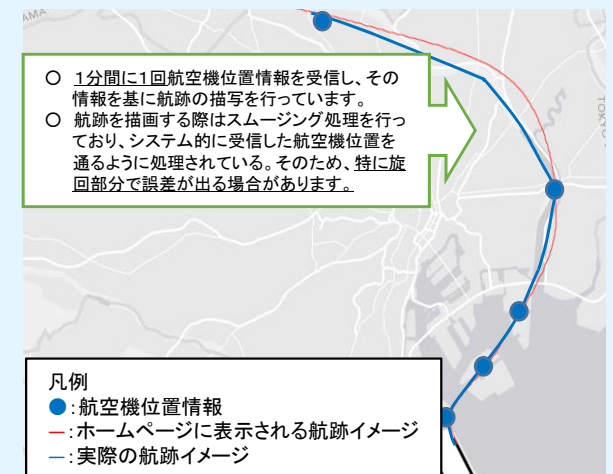 AMA
○ 1分間に1回航空機位置情報を受信し、その
情報を基に航跡の描写を行っています。
○ 航跡を描画する際はスムージング処理を行っ
ており、システム的に受信した航空機位置を
通るように処理されている。そのため、特に旋
回部分で誤差が出る場合があります。
TOKYO
凡例
●:航空機位置情報
ー:ホームページに表示される航跡イメージ
ー:実際の航跡イメージ